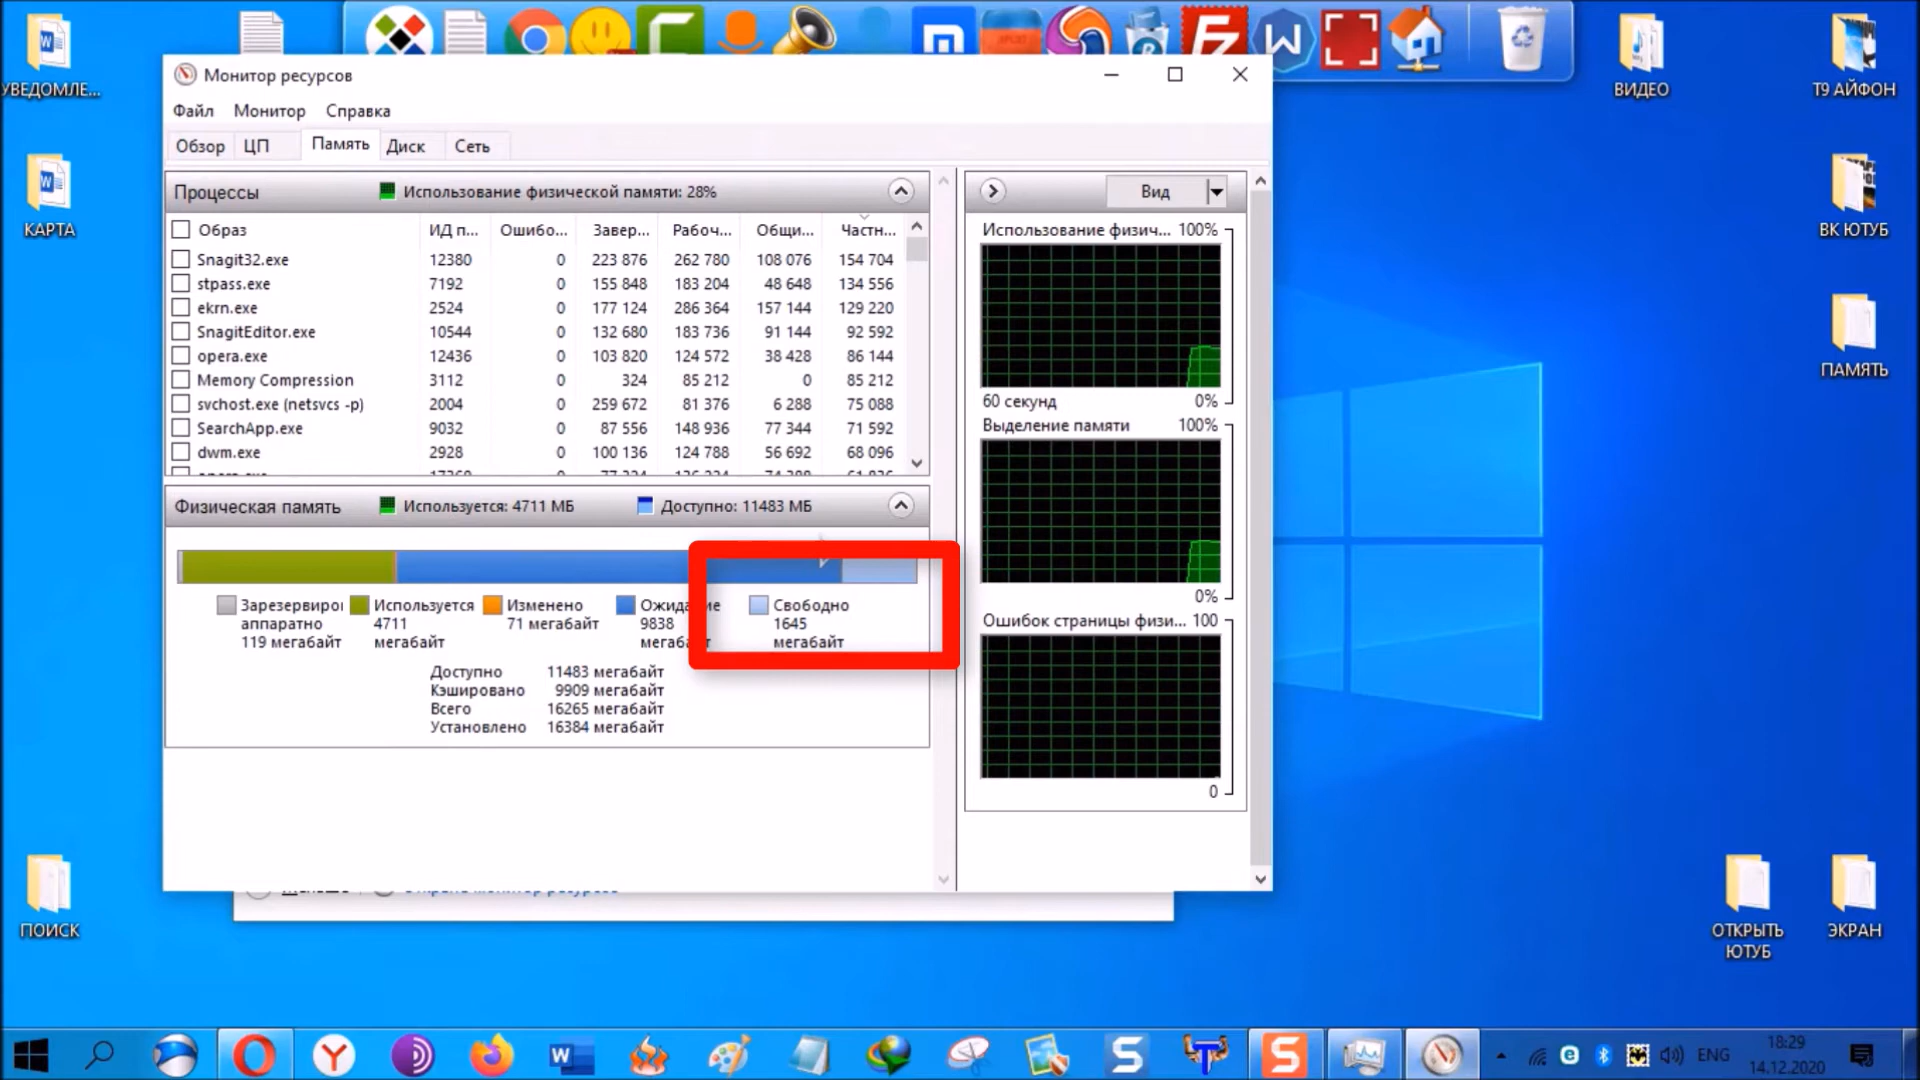 УВЕДОМЛЕ...
КАРТА
ПОИСК
ВИДЕО
Т9 АЙФОН
ВК ЮТУБ
ПАМЯТЬ
ОТКРЫТЬ
ЮТУБ
ЭКРАН
Монитор ресурсов
Файл Монитор Справка
Обзор ЦП Память Диск Сеть
Процессы Использование физической памяти: 28%
Образ ИД п... Ошибо... Завер... Рабоч... Общи... Частн...
Snagit32.exe 12380 0 223 876 262 780 108 076 154 704
stpass.exe 7192 0 155 848 183 204 48 648 134 556
ekrn.exe 2524 0 177 124 286 364 157 144 129 220
SnagitEditor.exe 10544 0 132 680 183 736 91 144 92 592
opera.exe 12436 0 103 820 124 572 38 428 86 144
Memory Compression 3112 0 324 85 212 0 85 212
svchost.exe (netsvcs -p) 2004 0 259 672 81 376 6 288 75 088
SearchApp.exe 9032 0 87 556 148 936 77 344 71 592
dwm.exe 2928 0 100 136 124 788 56 692 68 096
Физическая память Используется: 4711 МБ Доступно: 11483 МБ
Зарезервиро
аппаратно
119 мегабайт
Используется
4711
мегабайт
Изменено
71 мегабайт
9838
Свободно
1645
мегабайт
Доступно 11483 мегабайт
Кэшировано 9909 мегабайт
Всего 16265 мегабайт
Установлено 16384 мегабайт
Вид
Использование физич... 100%
60 секунд 0%
Выделение памяти 100%
0%
Ошибок страницы физи... 100
0
ENG
18:29
14.12.2020